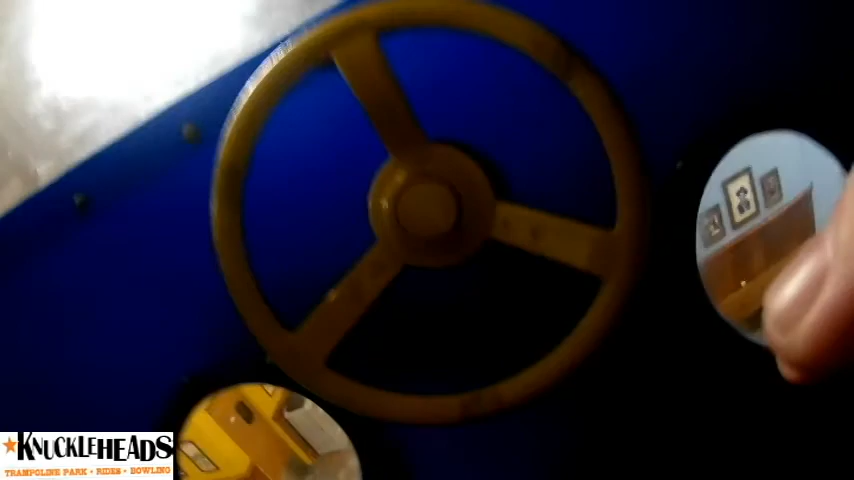 KNUCKLEHEADS
TRAMPOLINE PARK • RIDES • BOWLING